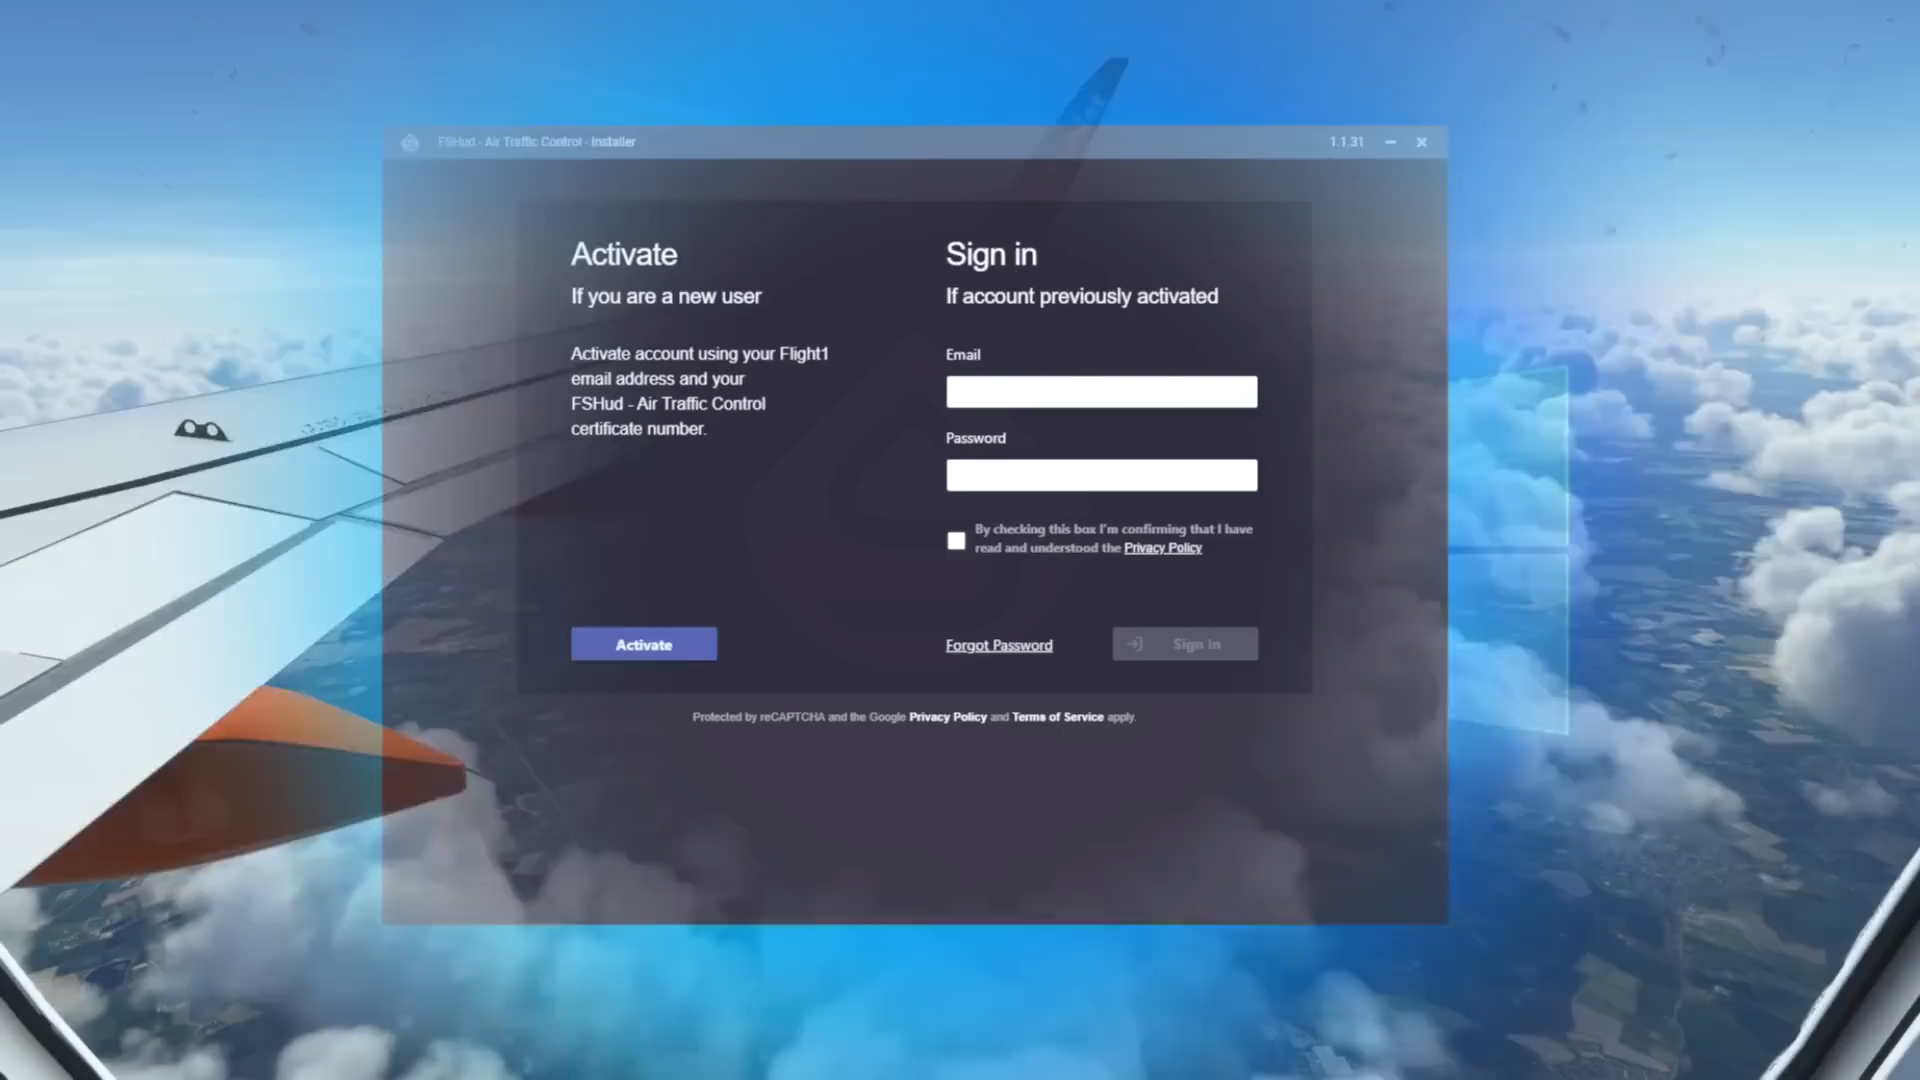 FSHud - Air Traffic Control - Installer
1.1.31
Activate
If you are a new user
Activate account using your Flight1
email address and your
FSHud - Air Traffic Control
certificate number.
Activate
Sign in
If account previously activated
Email
Password
By checking this box I'm confirming that I have
read and understood the Privacy Policy
Forgot Password
Sign In
Protected by reCAPTCHA and the Google Privacy Policy and Terms of Service apply.